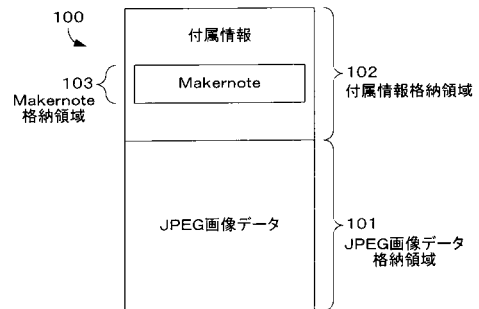 100
付属情報
103
Makernote
格納領域
Makernote
102
付属情報格納領域
JPEG画像データ
101
JPEG画像データ
格納領域